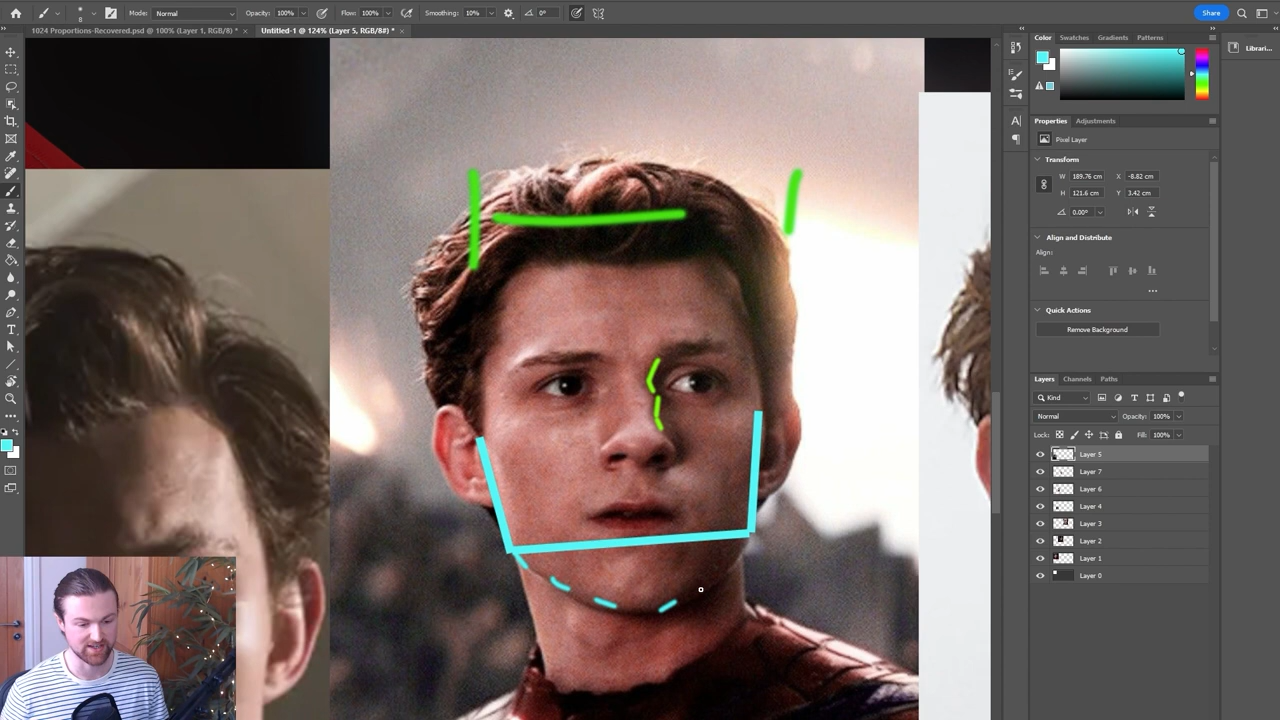 Mode: Normal Opacity: 100% Flow: 100% Smoothing: 10% 0° Share
1024 Proportions-Recovered.psd @ 100% (Layer 1, RGB/8) * × Untitled-1 @ 124% (Layer 5, RGB/8#) * ×
8
Color Swatches Gradients Patterns
Librari...
Properties Adjustments
Pixel Layer
Transform
W 189.76 cm X -8.82 cm
H 121.6 cm Y 3.42 cm
0.00°
Align and Distribute
Align:
...
Quick Actions
Remove Background
Layers Channels Paths
Kind
Normal Opacity: 100%
Lock: Fill: 100%
Layer 5
Layer 7
Layer 6
Layer 4
Layer 3
Layer 2
Layer 1
Layer 0